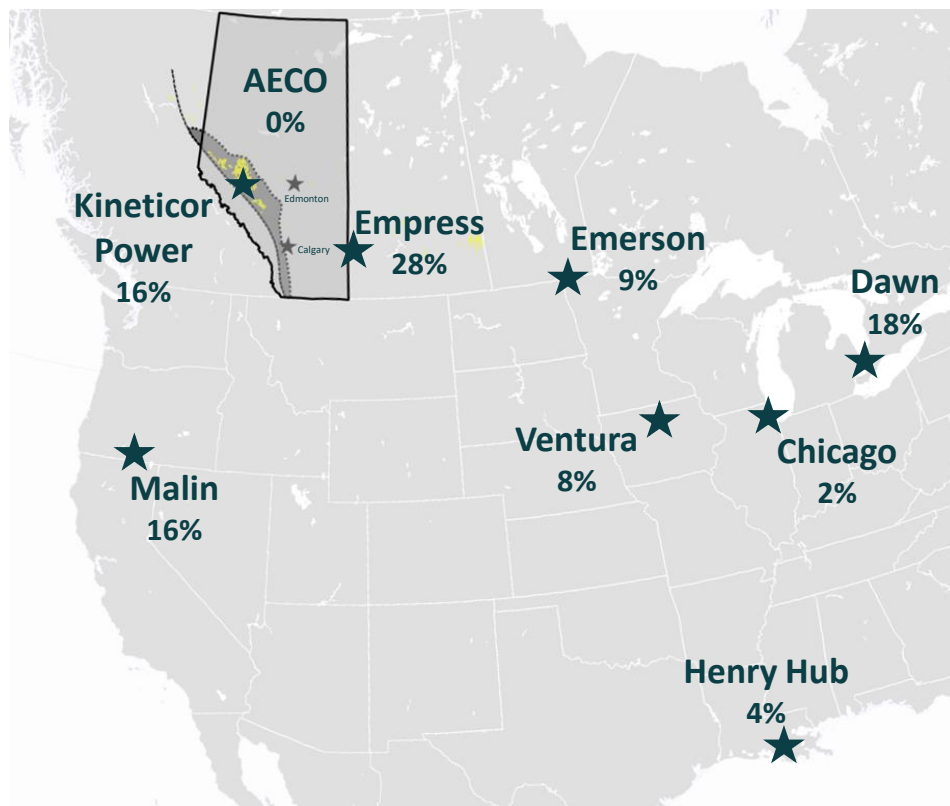 AECO
0%
Edmonton
Kineticor
Power
16%
Calgary
Empress
28%
Emerson
9%
Dawn
18%
Ventura
8%
Chicago
2%
Malin
16%
Henry Hub
4%